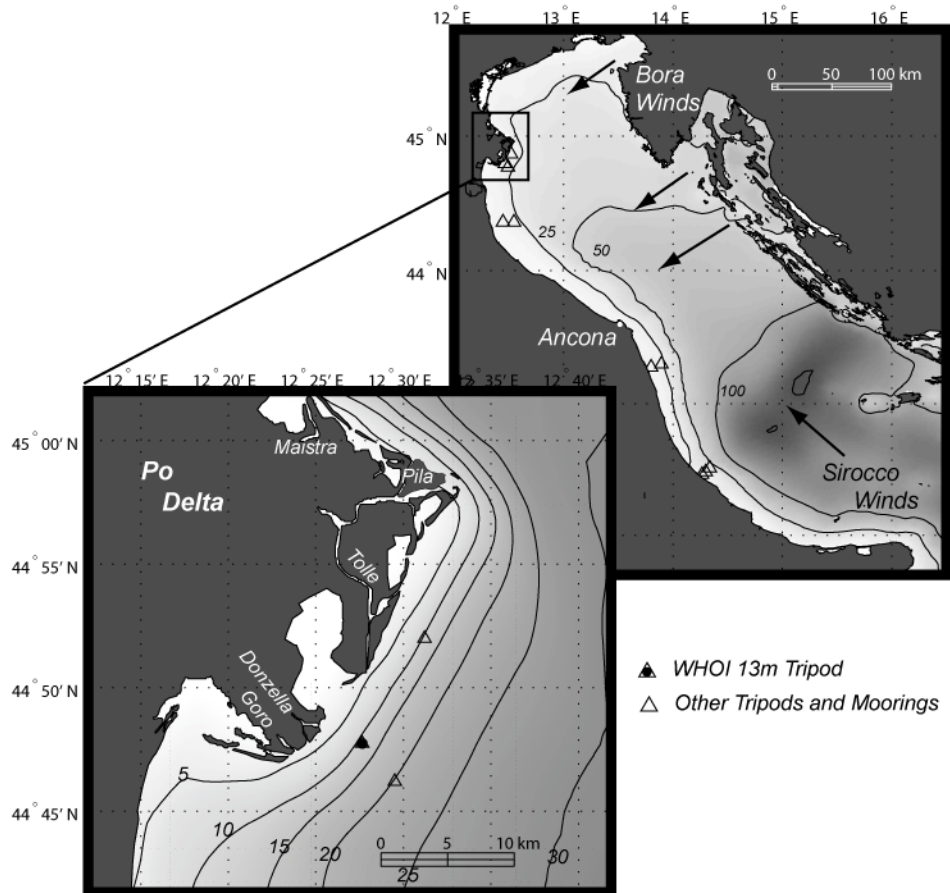 12°E 13° 14° 15° 16°
Bora
Winds
0 50 100 km
45°N
25
50
44°
Ancona
100
Sirocco
Winds
12°15'E 12°20'E 12°25'E 12°30'E 12°35'E 12°40'E
45°00'N
Maistra
Po
Delta
Pila
44°55'N
Tolle
44°50'N
Donzella
Goro
5
44°45'N
10
15
20
0 5 10 km
25
30
WHOI 13m Tripod
Other Tripods and Moorings